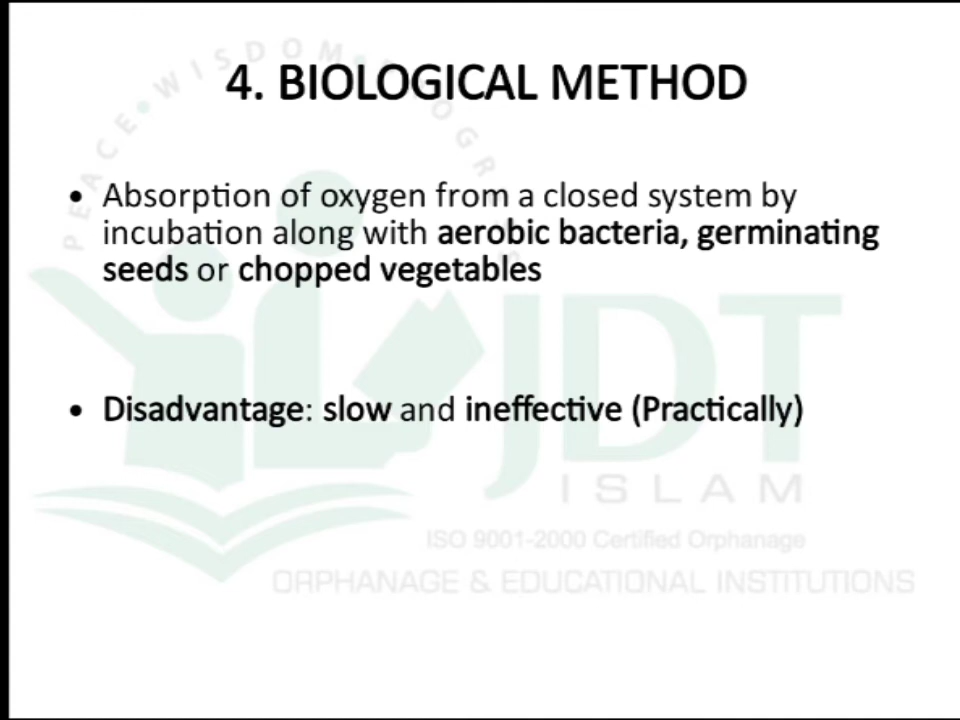 4. BIOLOGICAL METHOD
• Absorption of oxygen from a closed system by
incubation along with aerobic bacteria, germinating
seeds or chopped vegetables
• Disadvantage: slow and ineffective (Practically)
PEACE • WISDOM •
JDT
ISLAM
ISO 9001-2000 Certified Orphanage
ORPHANAGE & EDUCATIONAL INSTITUTIONS